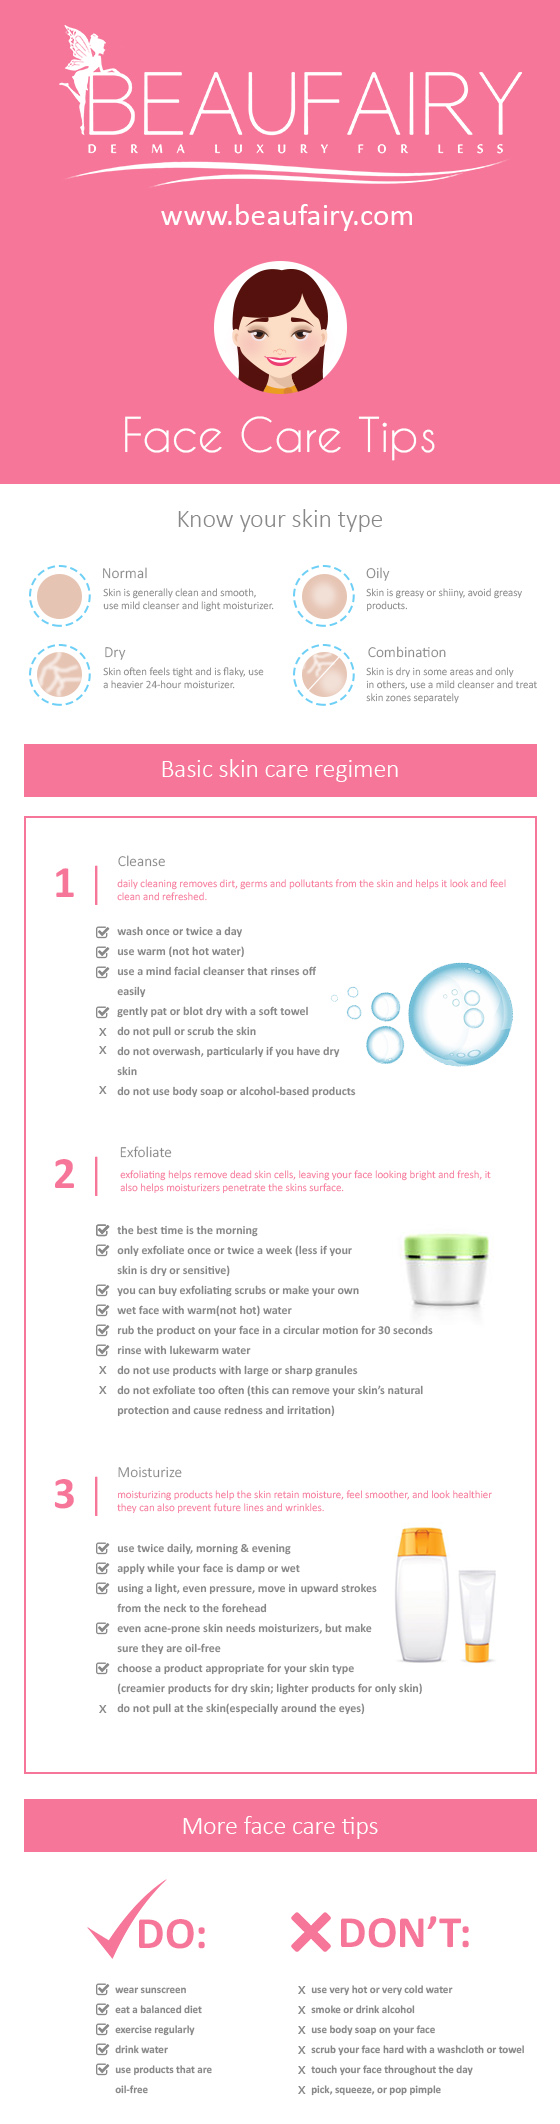 BEAUFAIRY
DERMA LUXURY FOR LESS
www.beaufairy.com
Face Care Tips
Know your skin type
Normal
Skin is generally clean and smooth,
use mild cleanser and light moisturizer.
Oily
Skin is greasy or shiiny, avoid greasy
products.
Dry
Skin often feels tight and is flaky, use
a heavier 24-hour moisturizer.
Combination
Skin is dry in some areas and only
in others, use a mild cleanser and treat
skin zones separately
Basic skin care regimen
1
Cleanse
daily cleaning removes dirt, germs and pollutants from the skin and helps it look and feel
clean and refreshed.
wash once or twice a day
use warm (not hot water)
use a mind facial cleanser that rinses off
easily
gently pat or blot dry with a soft towel
X do not pull or scrub the skin
X do not overwash, particularly if you have dry
skin
X do not use body soap or alcohol-based products
2
Exfoliate
exfoliating helps remove dead skin cells, leaving your face looking bright and fresh, it
also helps moisturizers penetrate the skins surface.
the best time is the morning
only exfoliate once or twice a week (less if your
skin is dry or sensitive)
you can buy exfoliating scrubs or make your own
wet face with warm(not hot) water
rub the product on your face in a circular motion for 30 seconds
rinse with lukewarm water
X do not use products with large or sharp granules
X do not exfoliate too often (this can remove your skin's natural
protection and cause redness and irritation)
3
Moisturize
moisturizing products help the skin retain moisture, feel smoother, and look healthier
they can also prevent future lines and wrinkles.
use twice daily, morning & evening
apply while your face is damp or wet
using a light, even pressure, move in upward strokes
from the neck to the forehead
even acne-prone skin needs moisturizers, but make
sure they are oil-free
choose a product appropriate for your skin type
(creamier products for dry skin; lighter products for only skin)
X do not pull at the skin(especially around the eyes)
More face care tips
DO:
wear sunscreen
eat a balanced diet
exercise regularly
drink water
use products that are
oil-free
DON'T:
X use very hot or very cold water
X smoke or drink alcohol
X use body soap on your face
X scrub your face hard with a washcloth or towel
X touch your face throughout the day
X pick, squeeze, or pop pimple